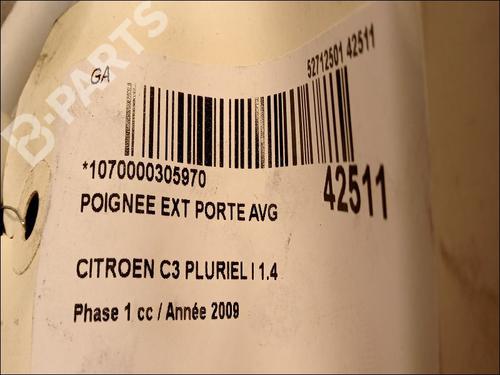 GA
52712501 42511
*1070000305970
42511
POIGNEE EXT PORTE AVG
CITROEN C3 PLURIEL I 1.4
Phase 1 cc / Année 2009
B-PARTS